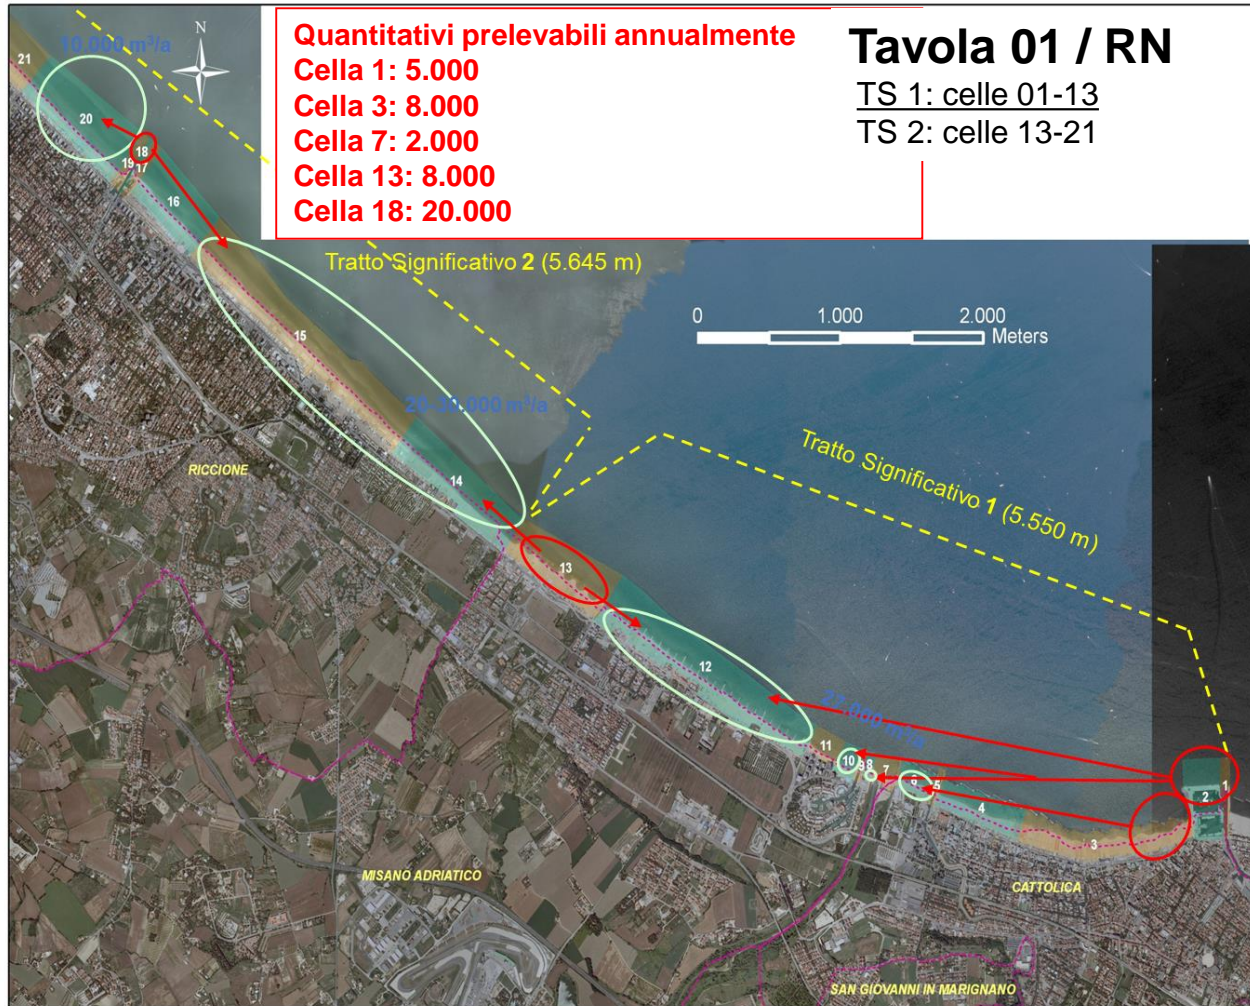 Tavola 01 / RN
TS 1: celle 01-13
TS 2: celle 13-21
Quantitativi prelevabili annualmente
Cella 1: 5.000
Cella 3: 8.000
Cella 7: 2.000
Cella 13: 8.000
Cella 18: 20.000
10.000 m³/a
N
21
20
18
19
17
16
Tratto Significativo 2 (5.645 m)
15
0 1.000 2.000
Meters
20-30.000 m³/a
14
RICCIONE
Tratto Significativo 1 (5.550 m)
13
12
27.000 m³/a
11
10
9
8
7
6
5
4
3
2
1
MISANO ADRIATICO
CATTOLICA
SAN GIOVANNI IN MARIGNANO